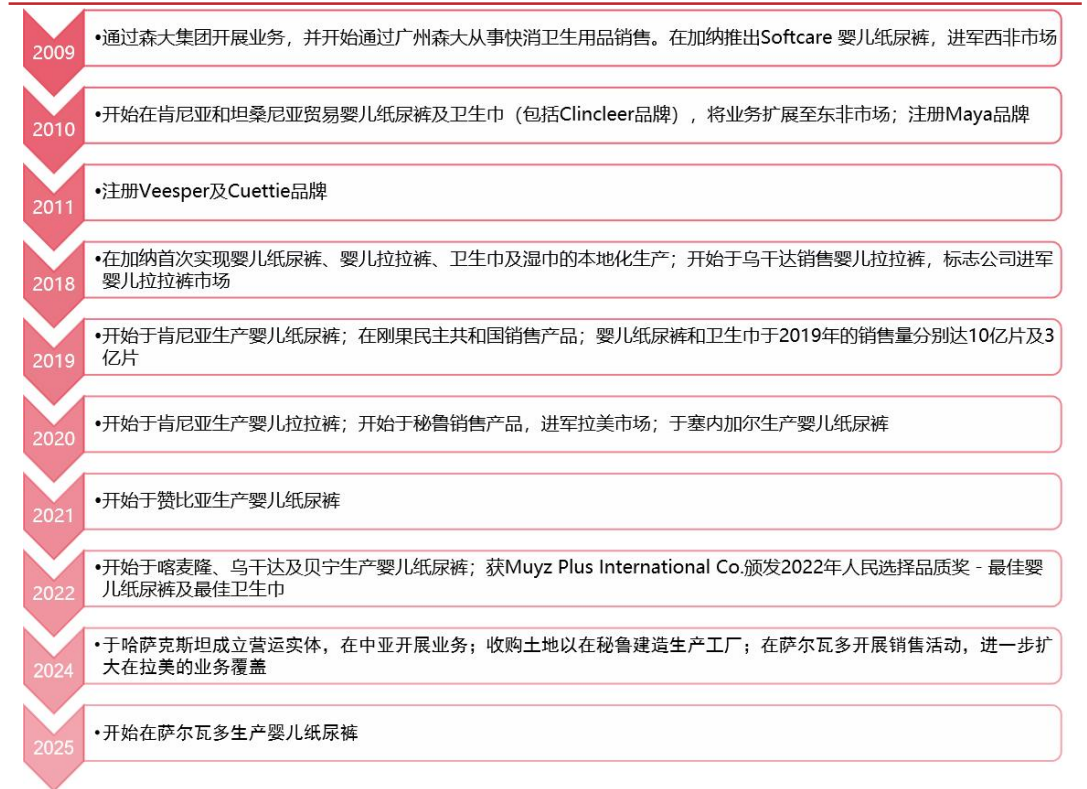 2009
•通过森大集团开展业务，并开始通过广州森大从事快消卫生用品销售。在加纳推出Softcare 婴儿纸尿裤，进军西非市场
2010
•开始在肯尼亚和坦桑尼亚贸易婴儿纸尿裤及卫生巾（包括Clincleer品牌），将业务扩展至东非市场；注册Maya品牌
2011
•注册Veesper及Cuettie品牌
2018
•在加纳首次实现婴儿纸尿裤、婴儿拉拉裤、卫生巾及湿巾的本地化生产；开始于乌干达销售婴儿拉拉裤，标志公司进军
婴儿拉拉裤市场
2019
•开始于肯尼亚生产婴儿纸尿裤；在刚果民主共和国销售产品；婴儿纸尿裤和卫生巾于2019年的销售量分别达10亿片及3
亿片
2020
•开始于肯尼亚生产婴儿拉拉裤；开始于秘鲁销售产品，进军拉美市场；于塞内加尔生产婴儿纸尿裤
2021
•开始于赞比亚生产婴儿纸尿裤
2022
•开始于喀麦隆、乌干达及贝宁生产婴儿纸尿裤；获Muyz Plus International Co.颁发2022年人民选择品质奖 - 最佳婴
儿纸尿裤及最佳卫生巾
2024
•于哈萨克斯坦成立营运实体，在中亚开展业务；收购土地以在秘鲁建造生产工厂；在萨尔瓦多开展销售活动，进一步扩
大在拉美的业务覆盖
2025
•开始在萨尔瓦多生产婴儿纸尿裤